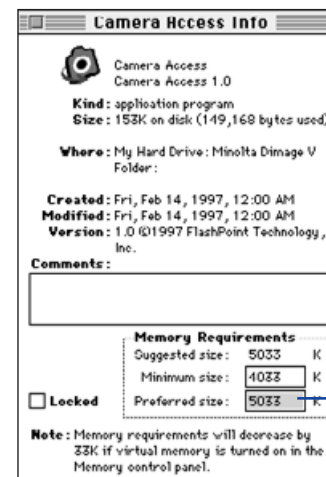 Camera Access Info
Camera Access
Camera Access 1.0
Kind: application program
Size: 153K on disk (149,168 bytes used)
Where: My Hard Drive: Minolta Dimage V
Folder:
Created: Fri, Feb 14, 1997, 12:00 AM
Modified: Fri, Feb 14, 1997, 12:00 AM
Version: 1.0 ©1997 FlashPoint Technology,
Inc.
Comments:
Memory Requirements
Suggested size: 5033 K
Minimum size: 4033 K
Locked Preferred size: 5033 K
Note: Memory requirements will decrease by
33K if virtual memory is turned on in the
Memory control panel.